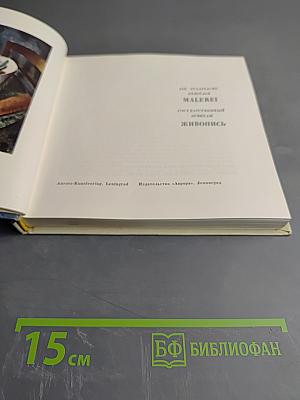 DIE STAATLICHE
EREMITAGE
MALEREI
ГОСУДАРСТВЕННЫЙ
ЭРМИТАЖ
ЖИВОПИСЬ
Aurora-Kunstverlag, Leningrad Издательство «Аврора», Ленинград
15 см
БФ БИБЛИОФАН